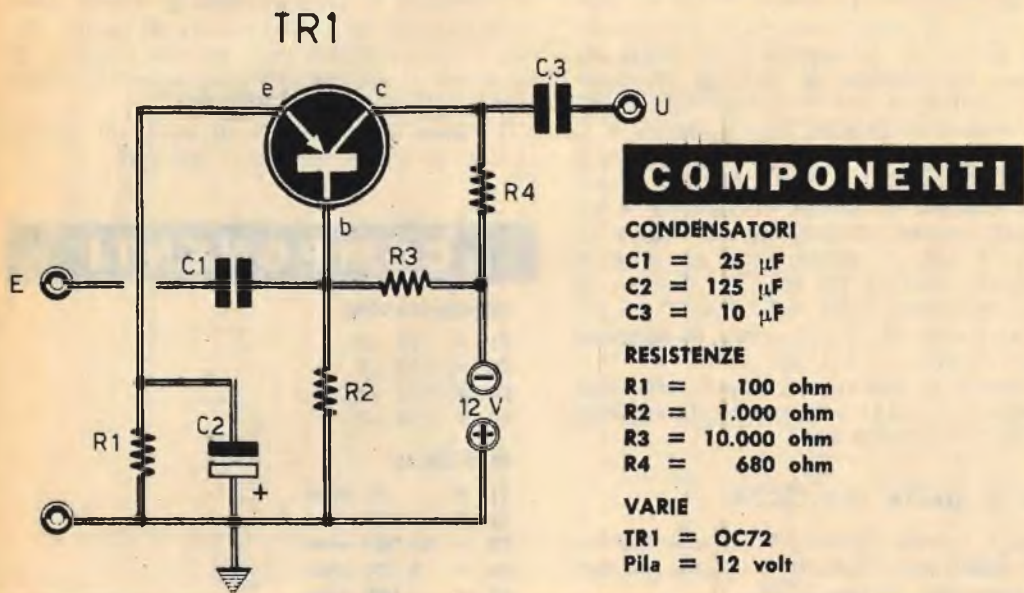 TR1
e
c
C3
U
R4
b
E
C1
R3
R2
12 V
R1
C2
+
COMPONENTI
CONDENSATORI
C1 = 25 µF
C2 = 125 µF
C3 = 10 µF
RESISTENZE
R1 = 100 ohm
R2 = 1.000 ohm
R3 = 10.000 ohm
R4 = 680 ohm
VARIE
TR1 = OC72
Pila = 12 volt